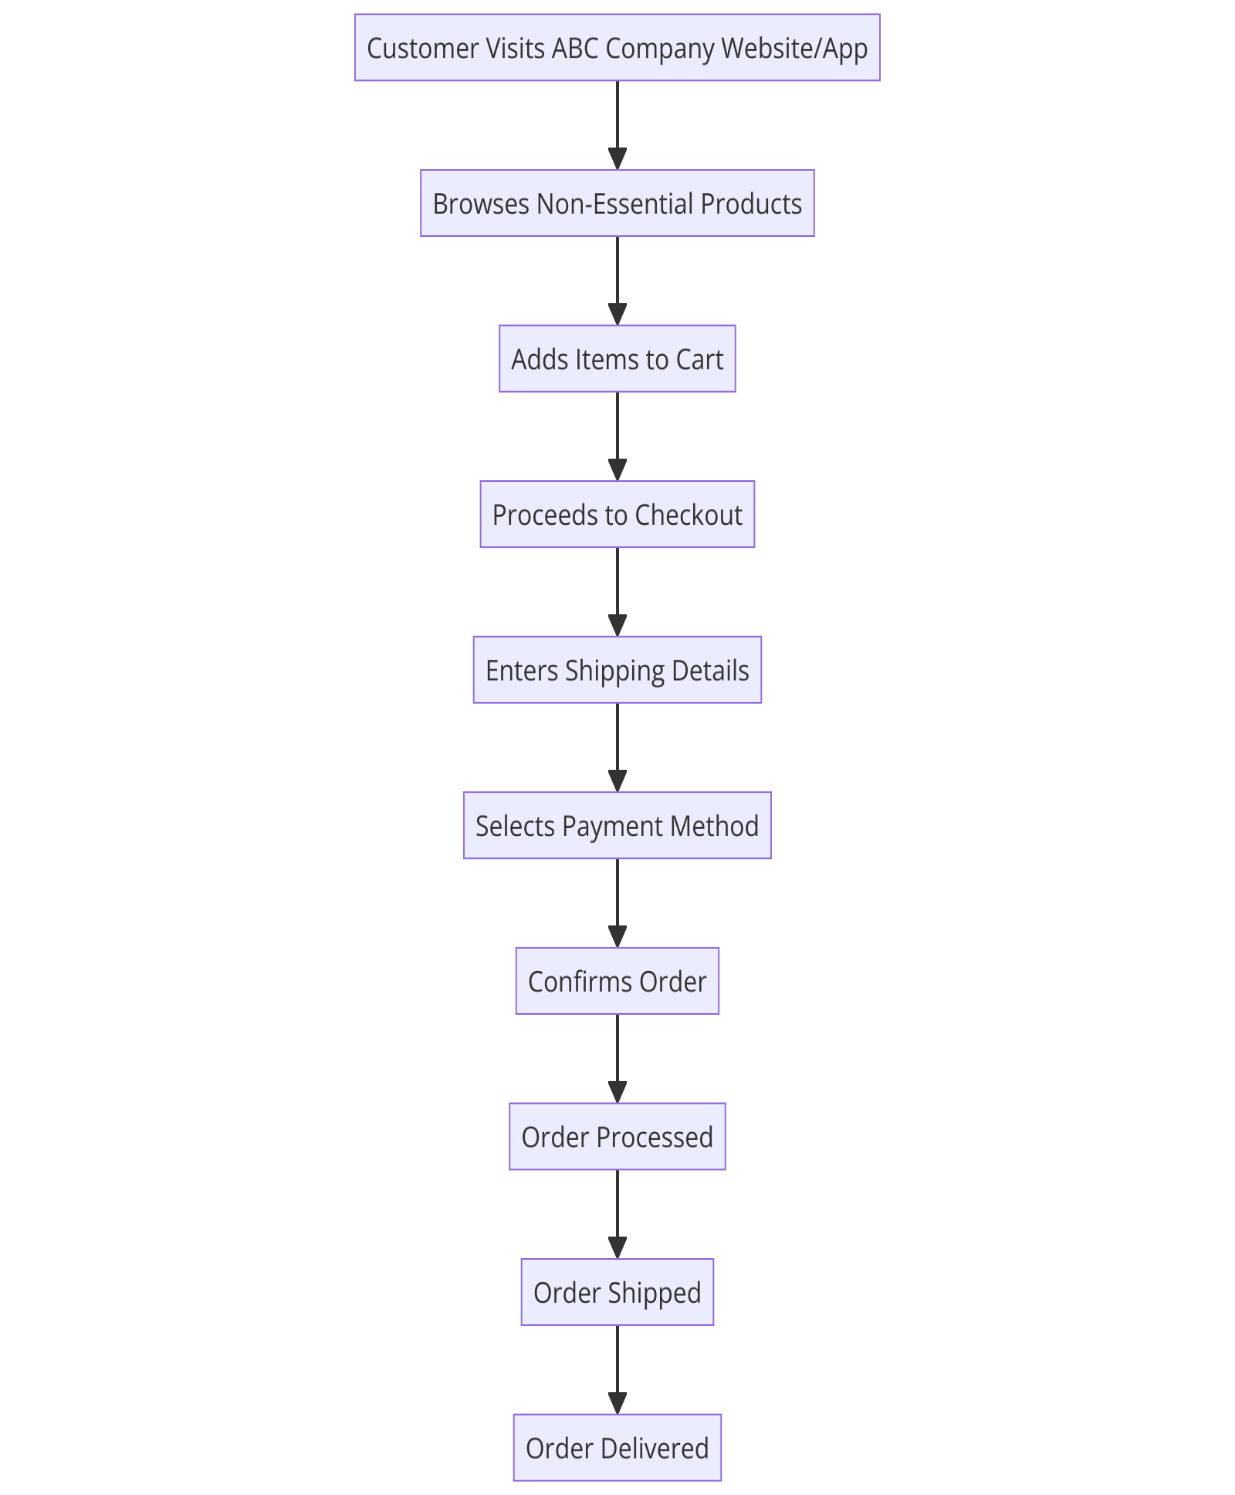 Customer Visits ABC Company Website/App
Browses Non-Essential Products
Adds Items to Cart
Proceeds to Checkout
Enters Shipping Details
Selects Payment Method
Confirms Order
Order Processed
Order Shipped
Order Delivered